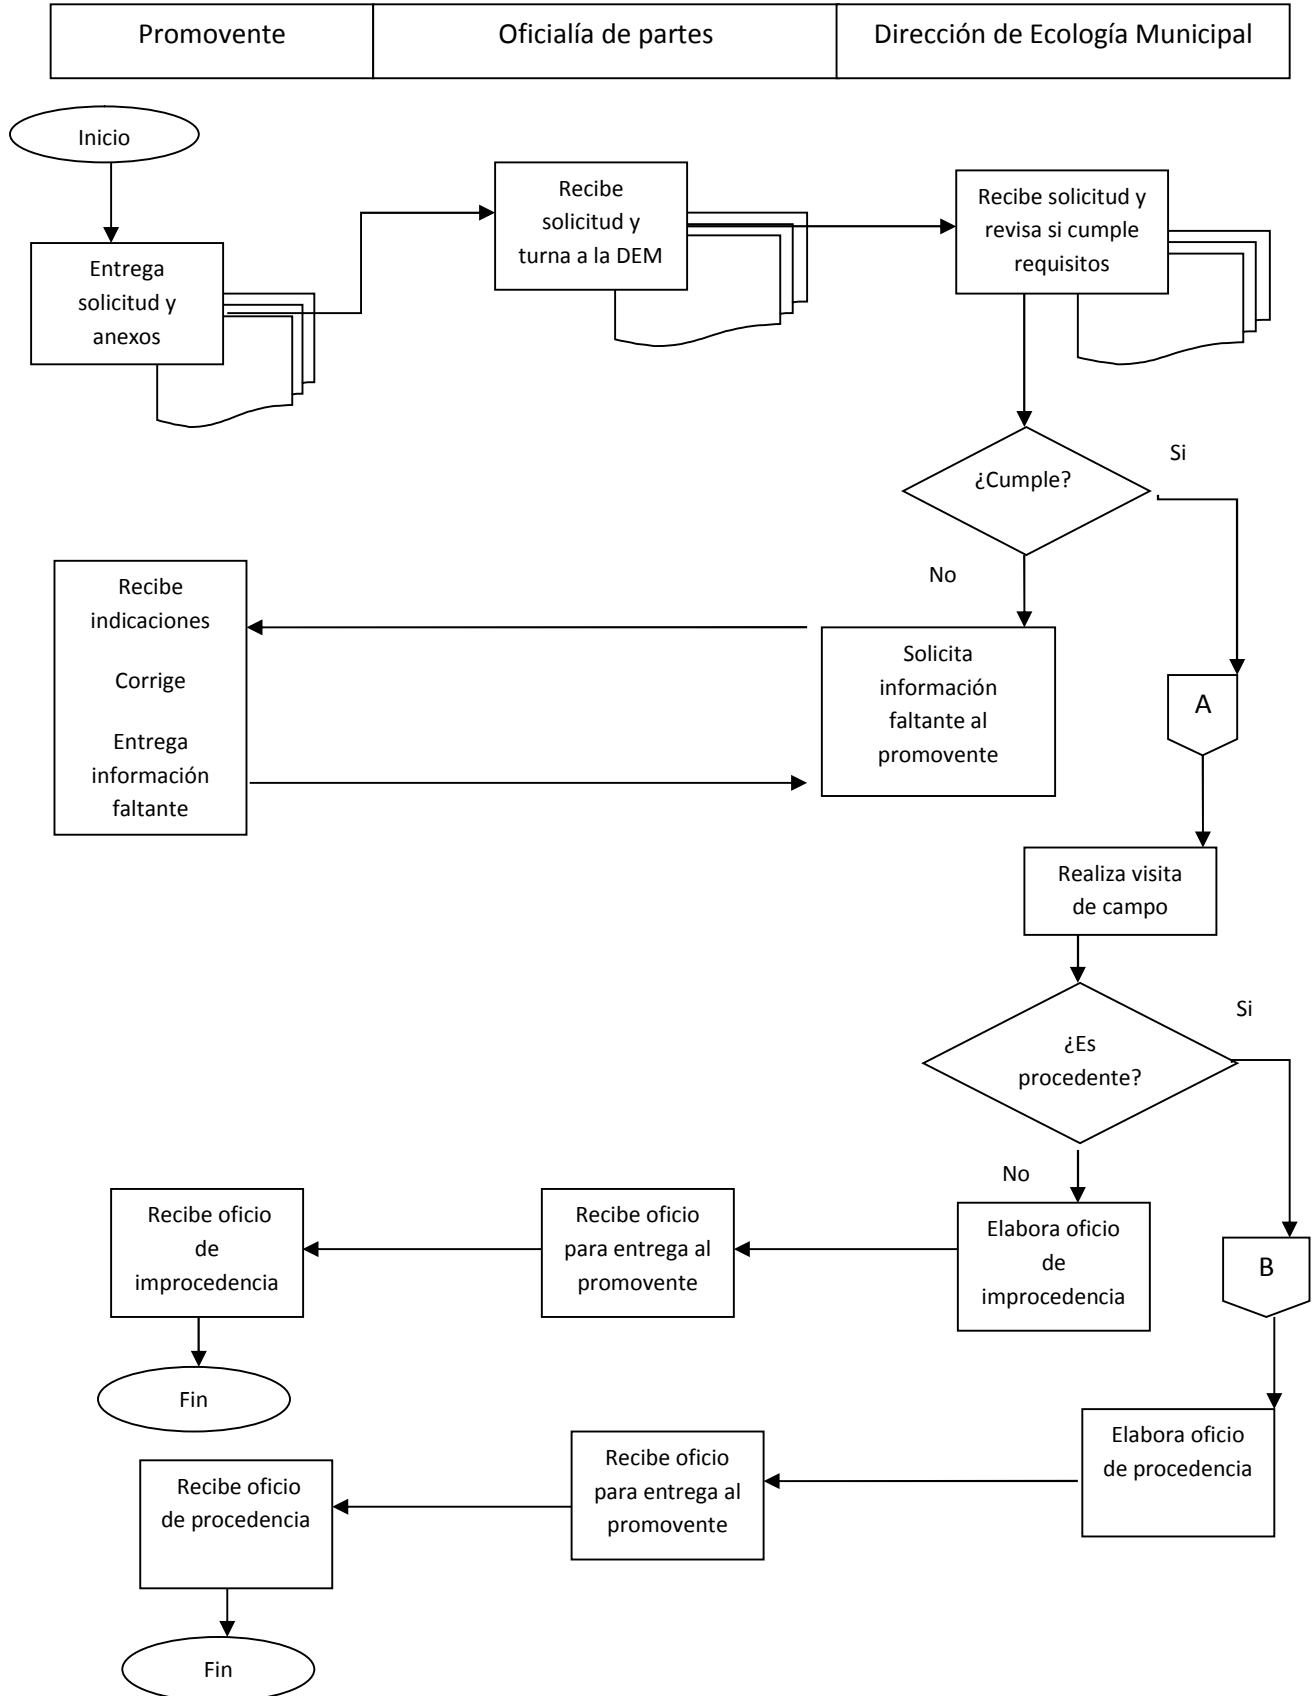 Promovente
Oficialía de partes
Dirección de Ecología Municipal
Inicio
Entrega
solicitud y
anexos
Recibe
solicitud y
turna a la DEM
Recibe solicitud y
revisa si cumple
requisitos
¿Cumple?
Si
No
Recibe
indicaciones
Corrige
Entrega
información
faltante
Solicita
información
faltante al
promovente
A
Realiza visita
de campo
¿Es
procedente?
Si
No
Elabora oficio
de
improcedencia
Recibe oficio
para entrega al
promovente
Recibe oficio
de
improcedencia
Fin
B
Elabora oficio
de procedencia
Recibe oficio
para entrega al
promovente
Recibe oficio
de procedencia
Fin